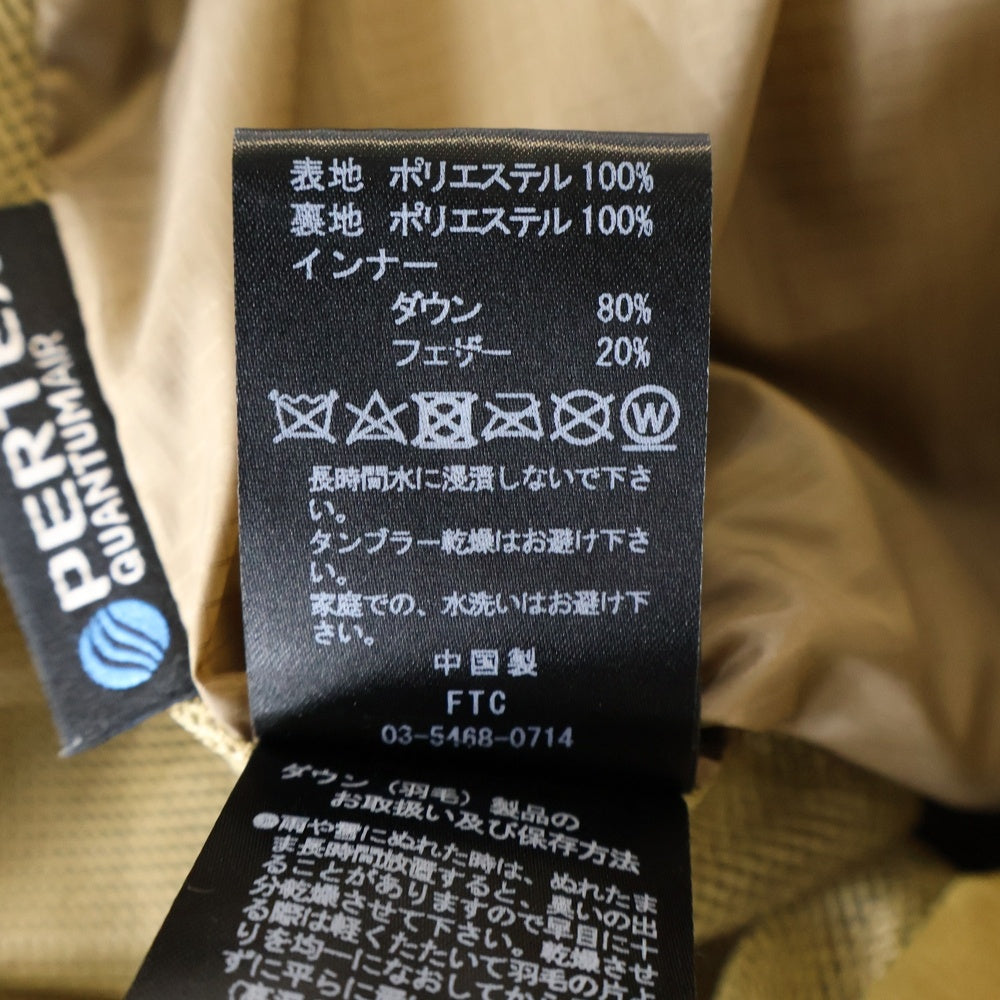 表地 ポリエステル 100%
裏地 ポリエステル 100%
インナー
ダウン 80%
フェザー 20%
W
長時間水に浸漬しないで下さ
い。
タンブラー乾燥はお避け下さ
い。
家庭での、水洗いはお避け下
さい。
中国製
FTC
03-5468-0714
PERTEX
QUANTUMAIR
ダウン(羽毛)製品の
お取扱い及び保存方法
●雨や雪にぬれた時は、ぬれたま
ま長時間放置すると、臭いの出
ることがありますので早目に十
分乾燥させて下さい。乾燥さ
る際は軽くたたいて羽毛の片よ
りを均一になおしてから
ずに平らに